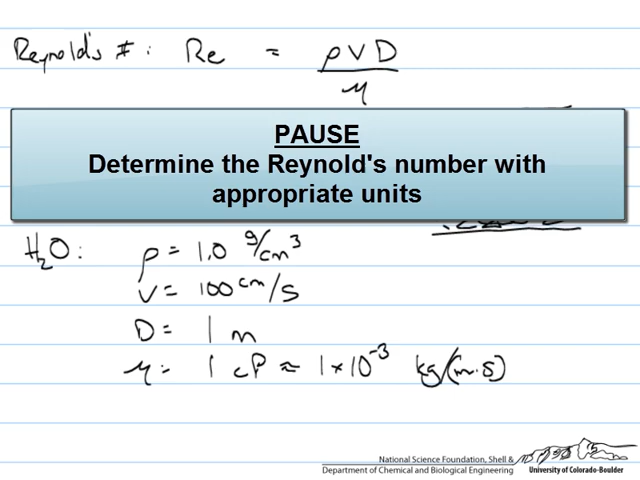 Reynold's #: Re = ρVD/μ
PAUSE
Determine the Reynold's number with
appropriate units
H₂O: ρ = 1.0 g/cm³
V = 100 cm/s
D = 1 m
μ = 1 cP ≈ 1 × 10⁻³ kg/(m·s)
National Science Foundation, Shell &
Department of Chemical and Biological Engineering
University of Colorado-Boulder